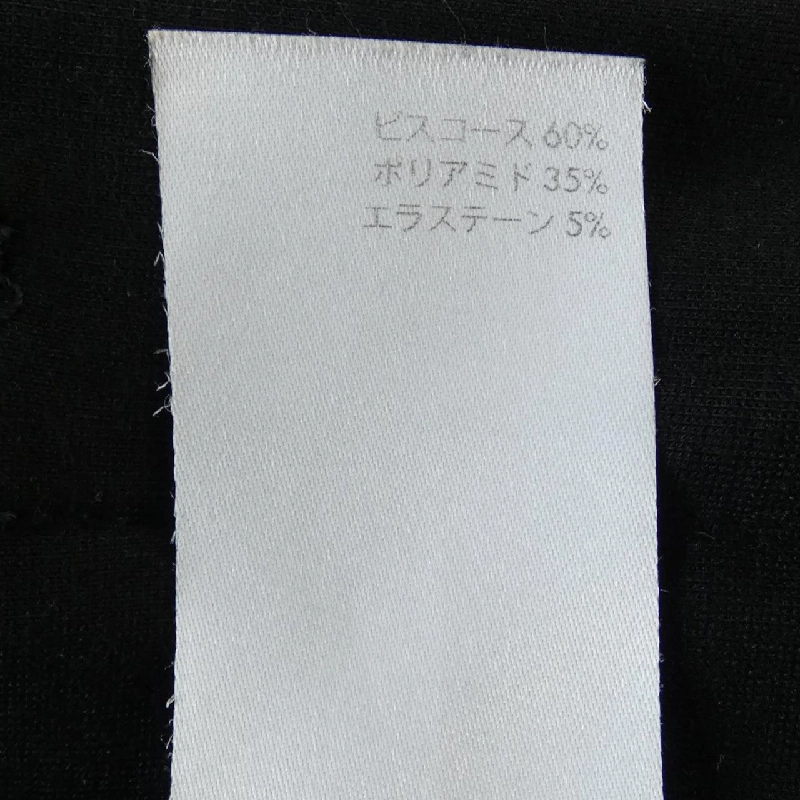 ビスコース 60%
ポリアミド 35%
エラステーン 5%